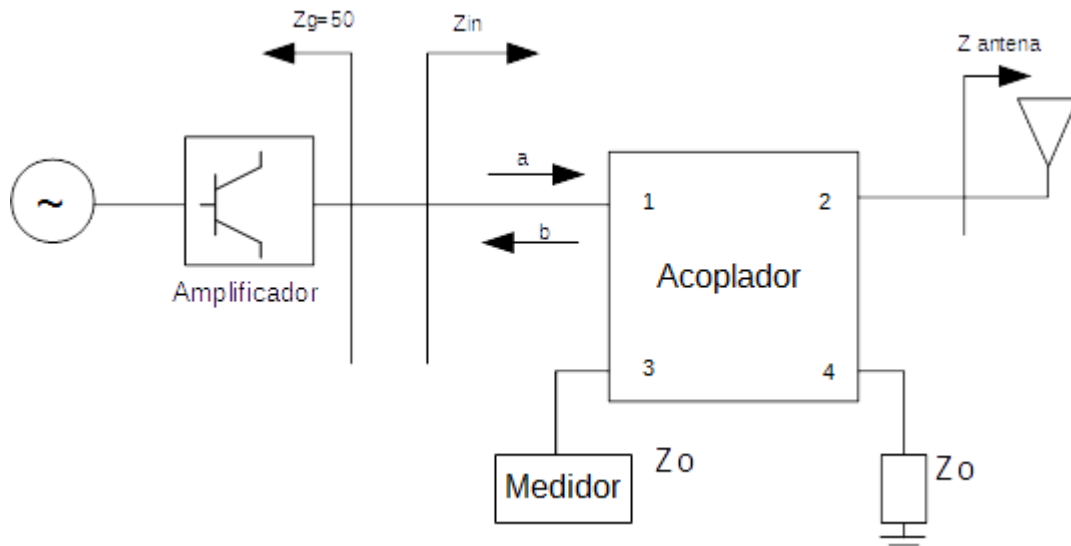 Zg=50
Zin
Z antena
~
a
b
1
2
Acoplador
Amplificador
3
4
Medidor
Zo
Zo